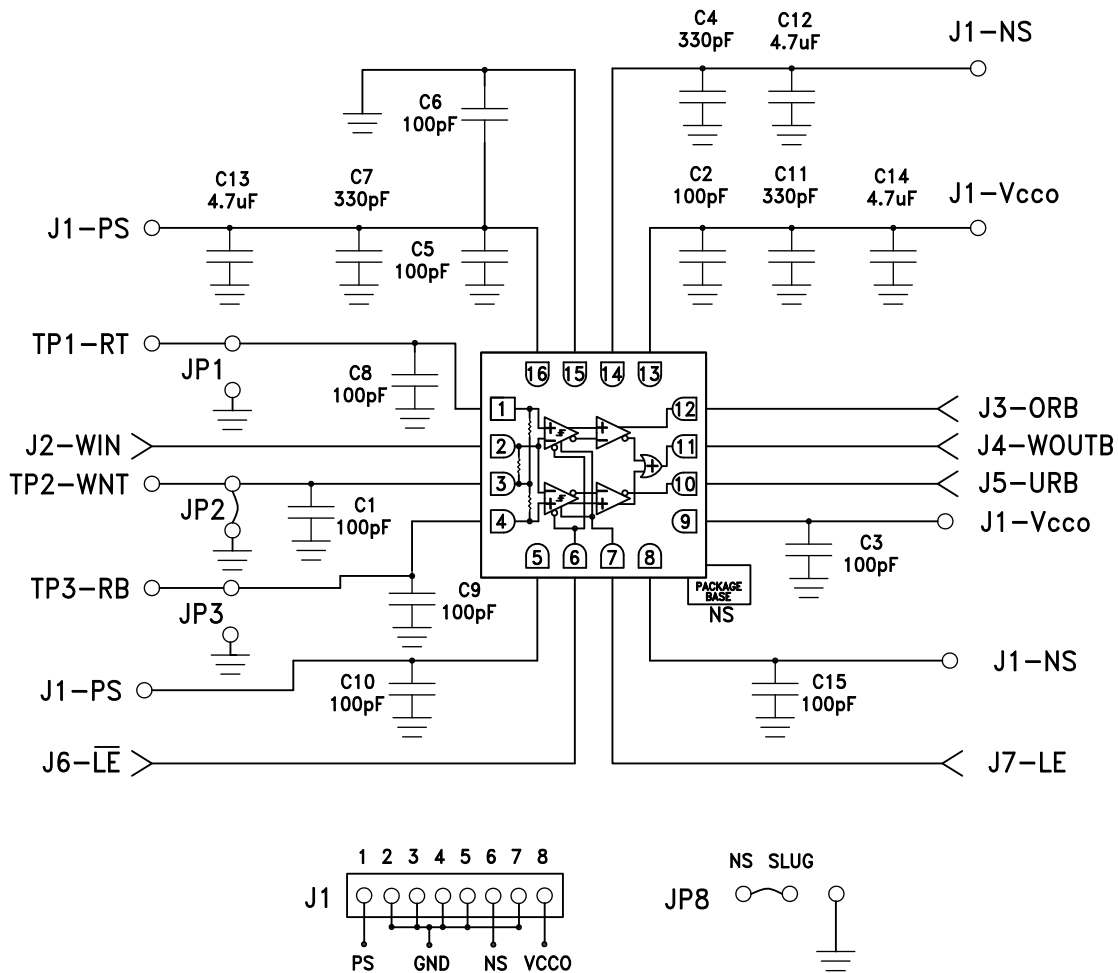 C4
330pF
C12
4.7uF
J1-NS
C6
100pF
C13
4.7uF
C7
330pF
C2
100pF
C11
330pF
C14
4.7uF
J1-Vcco
J1-PS
C5
100pF
TP1-RT
JP1
C8
100pF
16 15 14 13
1
12
J3-ORB
J2-WIN
2
11
J4-WOUTB
TP2-WNT
3
10
J5-URB
JP2
C1
100pF
4
9
J1-Vcco
5 6 7 8
C3
100pF
TP3-RB
JP3
C9
100pF
PACKAGE
BASE
NS
J1-PS
C10
100pF
C15
100pF
J1-NS
J6-L̅E̅
J7-LE
1 2 3 4 5 6 7 8
J1
PS GND NS VCCO
NS SLUG
JP8